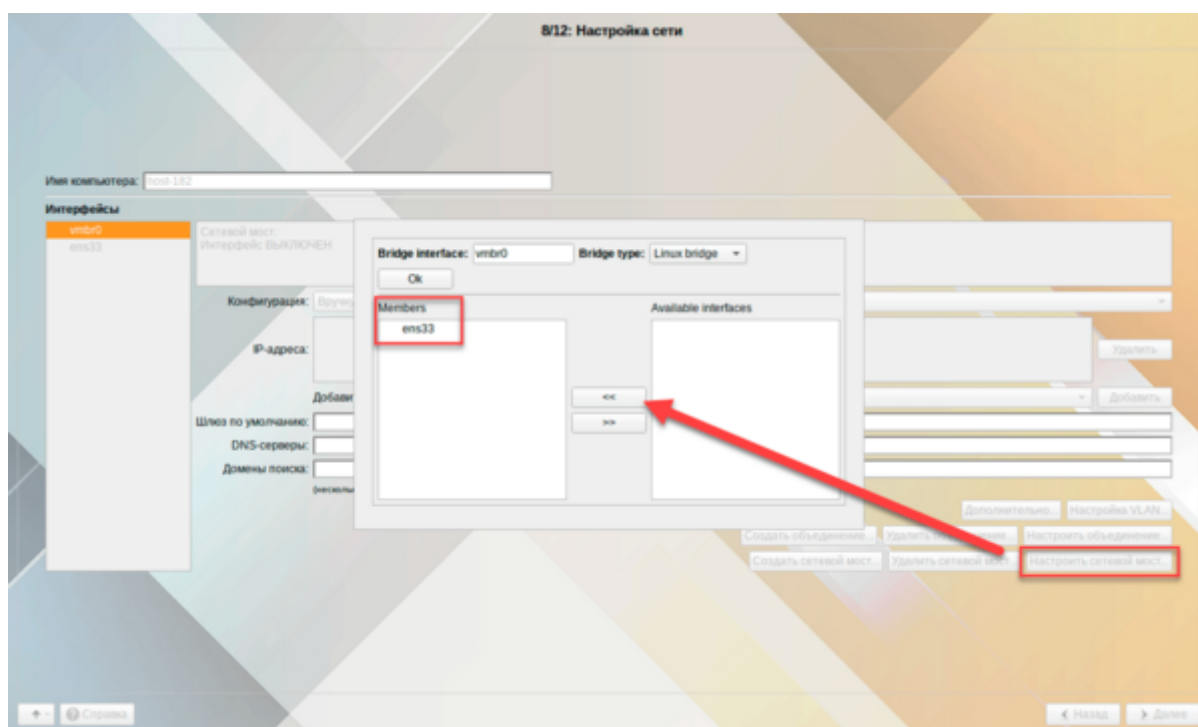 8/12: Настройка сети
Имя компьютера: host-182
Интерфейсы
vmbr0
ens33
Сетевой мост:
Интерфейс ВЫКЛЮЧЕН
Bridge interface: vmbr0 Bridge type: Linux bridge
Ok
Members
ens33
Available interfaces
<<
>>
Конфигурация:
IP-адреса:
Удалить
Добавить
Шлюз по умолчанию:
DNS-серверы:
Домены поиска:
Дополнительно... Настройка VLAN...
Создать объединение... Удалить Настроить объединение...
Создать сетевой мост... Удалить сетевой Настроить сетевой мост...
Справка Назад Далее